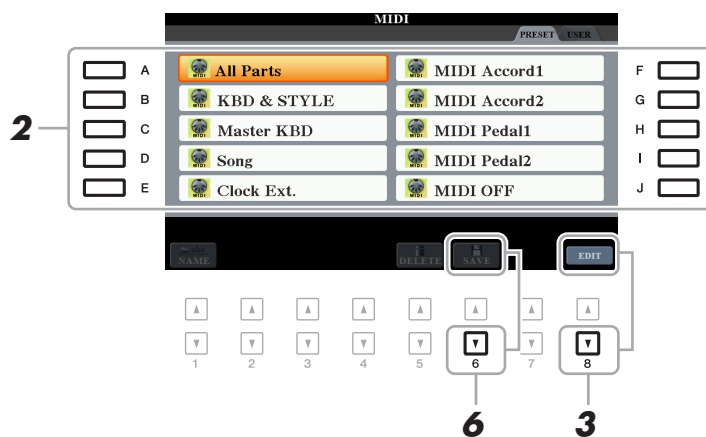 MIDI
PRESET USER
A All Parts MIDI Accord1 F
B KBD & STYLE MIDI Accord2 G
2 C Master KBD MIDI Pedal1 H
D Song MIDI Pedal2 I
E Clock Ext. MIDI OFF J
NAME DELETE SAVE EDIT
1 2 3 4 5 6 7 8
6 3